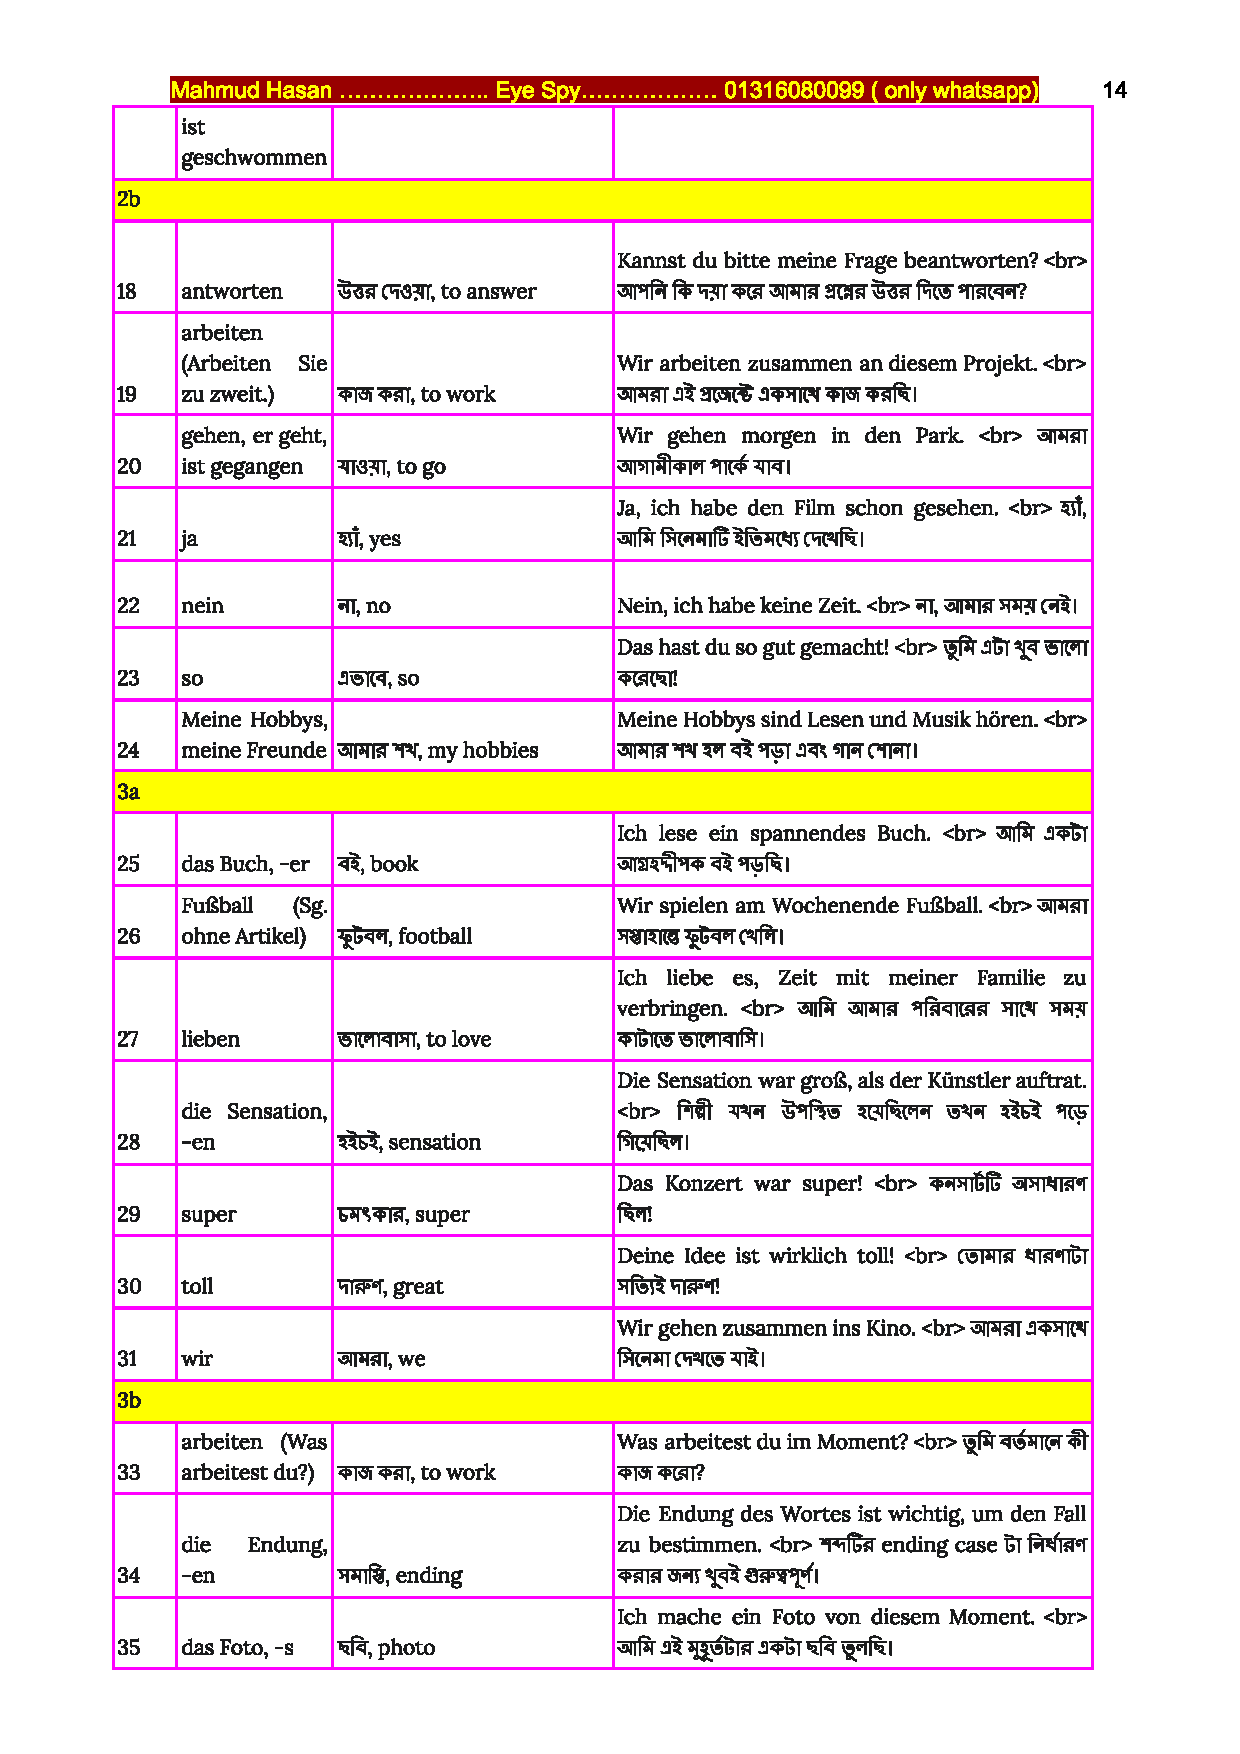 Mahmud Hasan ……………….. Eye Spy……………… 01316080099 ( only whatsapp) 14
ist
geschwommen
2b
Kannst du bitte meine Frage beantworten? <br>
18 antworten উত্তর দেওয়া, to answer আপনি কি দয়া করে আমার প্রশ্নের উত্তর দিতে পারবেন?
arbeiten
(Arbeiten Sie Wir arbeiten zusammen an diesem Projekt. <br>
19 zu zweit.) কাজ করা, to work আমরা এই প্রজেক্টে একসাথে কাজ করছি।
gehen, er geht, Wir gehen morgen in den Park. <br> আমরা
20 ist gegangen যাওয়া, to go আগামীকাল পার্কে যাব।
Ja, ich habe den Film schon gesehen. <br> হ্যাঁ,
21 ja হ্যাঁ, yes আমি সিনেমাটি ইতিমধ্যে দেখেছি।
22 nein না, no Nein, ich habe keine Zeit. <br> না, আমার সময় নেই।
Das hast du so gut gemacht! <br> তুমি এটা খুব ভালো
23 so এভাবে, so করেছো!
Meine Hobbys, Meine Hobbys sind Lesen und Musik hören. <br>
24 meine Freunde আমার শখ, my hobbies আমার শখ হল বই পড়া এবং গান শোনা।
3a
Ich lese ein spannendes Buch. <br> আমি একটা
25 das Buch, -er বই, book আগ্রহদ্দীপক বই পড়ছি।
Fußball (Sg. Wir spielen am Wochenende Fußball. <br> আমরা
26 ohne Artikel) ফুটবল, football সপ্তাহান্তে ফুটবল খেলি।
Ich liebe es, Zeit mit meiner Familie zu
verbringen. <br> আমি আমার পরিবারের সাথে সময়
27 lieben ভালোবাসা, to love কাটাতে ভালোবাসি।
Die Sensation war groß, als der Künstler auftrat.
die Sensation, <br> শিল্পী যখন উপস্থিত হয়েছিলেন তখন হইচই পড়ে
28 -en হইচই, sensation গিয়েছিল।
Das Konzert war super! <br> কনসার্টটি অসাধারণ
29 super চমৎকার, super ছিল!
Deine Idee ist wirklich toll! <br> তোমার ধারণাটা
30 toll দারুণ, great সত্যিই দারুণ!
Wir gehen zusammen ins Kino. <br> আমরা একসাথে
31 wir আমরা, we সিনেমা দেখতে যাই।
3b
arbeiten (Was Was arbeitest du im Moment? <br> তুমি বর্তমানে কী
33 arbeitest du?) কাজ করা, to work কাজ করো?
Die Endung des Wortes ist wichtig, um den Fall
die Endung, zu bestimmen. <br> শব্দটির ending case টা নির্ধারণ
34 -en সমাপ্তি, ending করার জন্য খুবই গুরুত্বপূর্ণ।
Ich mache ein Foto von diesem Moment. <br>
35 das Foto, -s ছবি, photo আমি এই মুহূর্তটার একটা ছবি তুলছি।